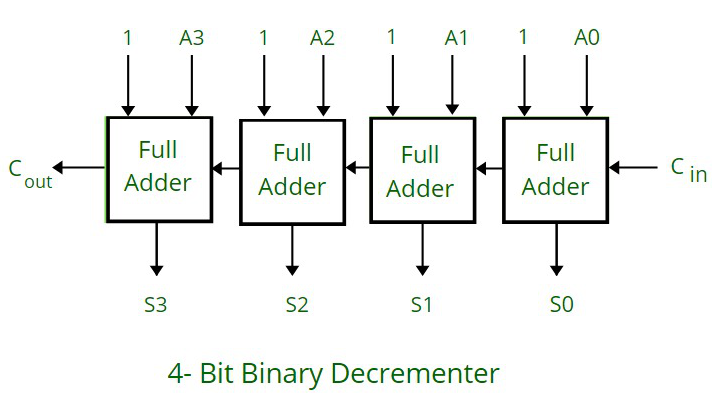 1 A3 1 A2 1 A1 1 A0
Full Adder Full Adder Full Adder Full Adder
C out C in
S3 S2 S1 S0
4- Bit Binary Decrementer